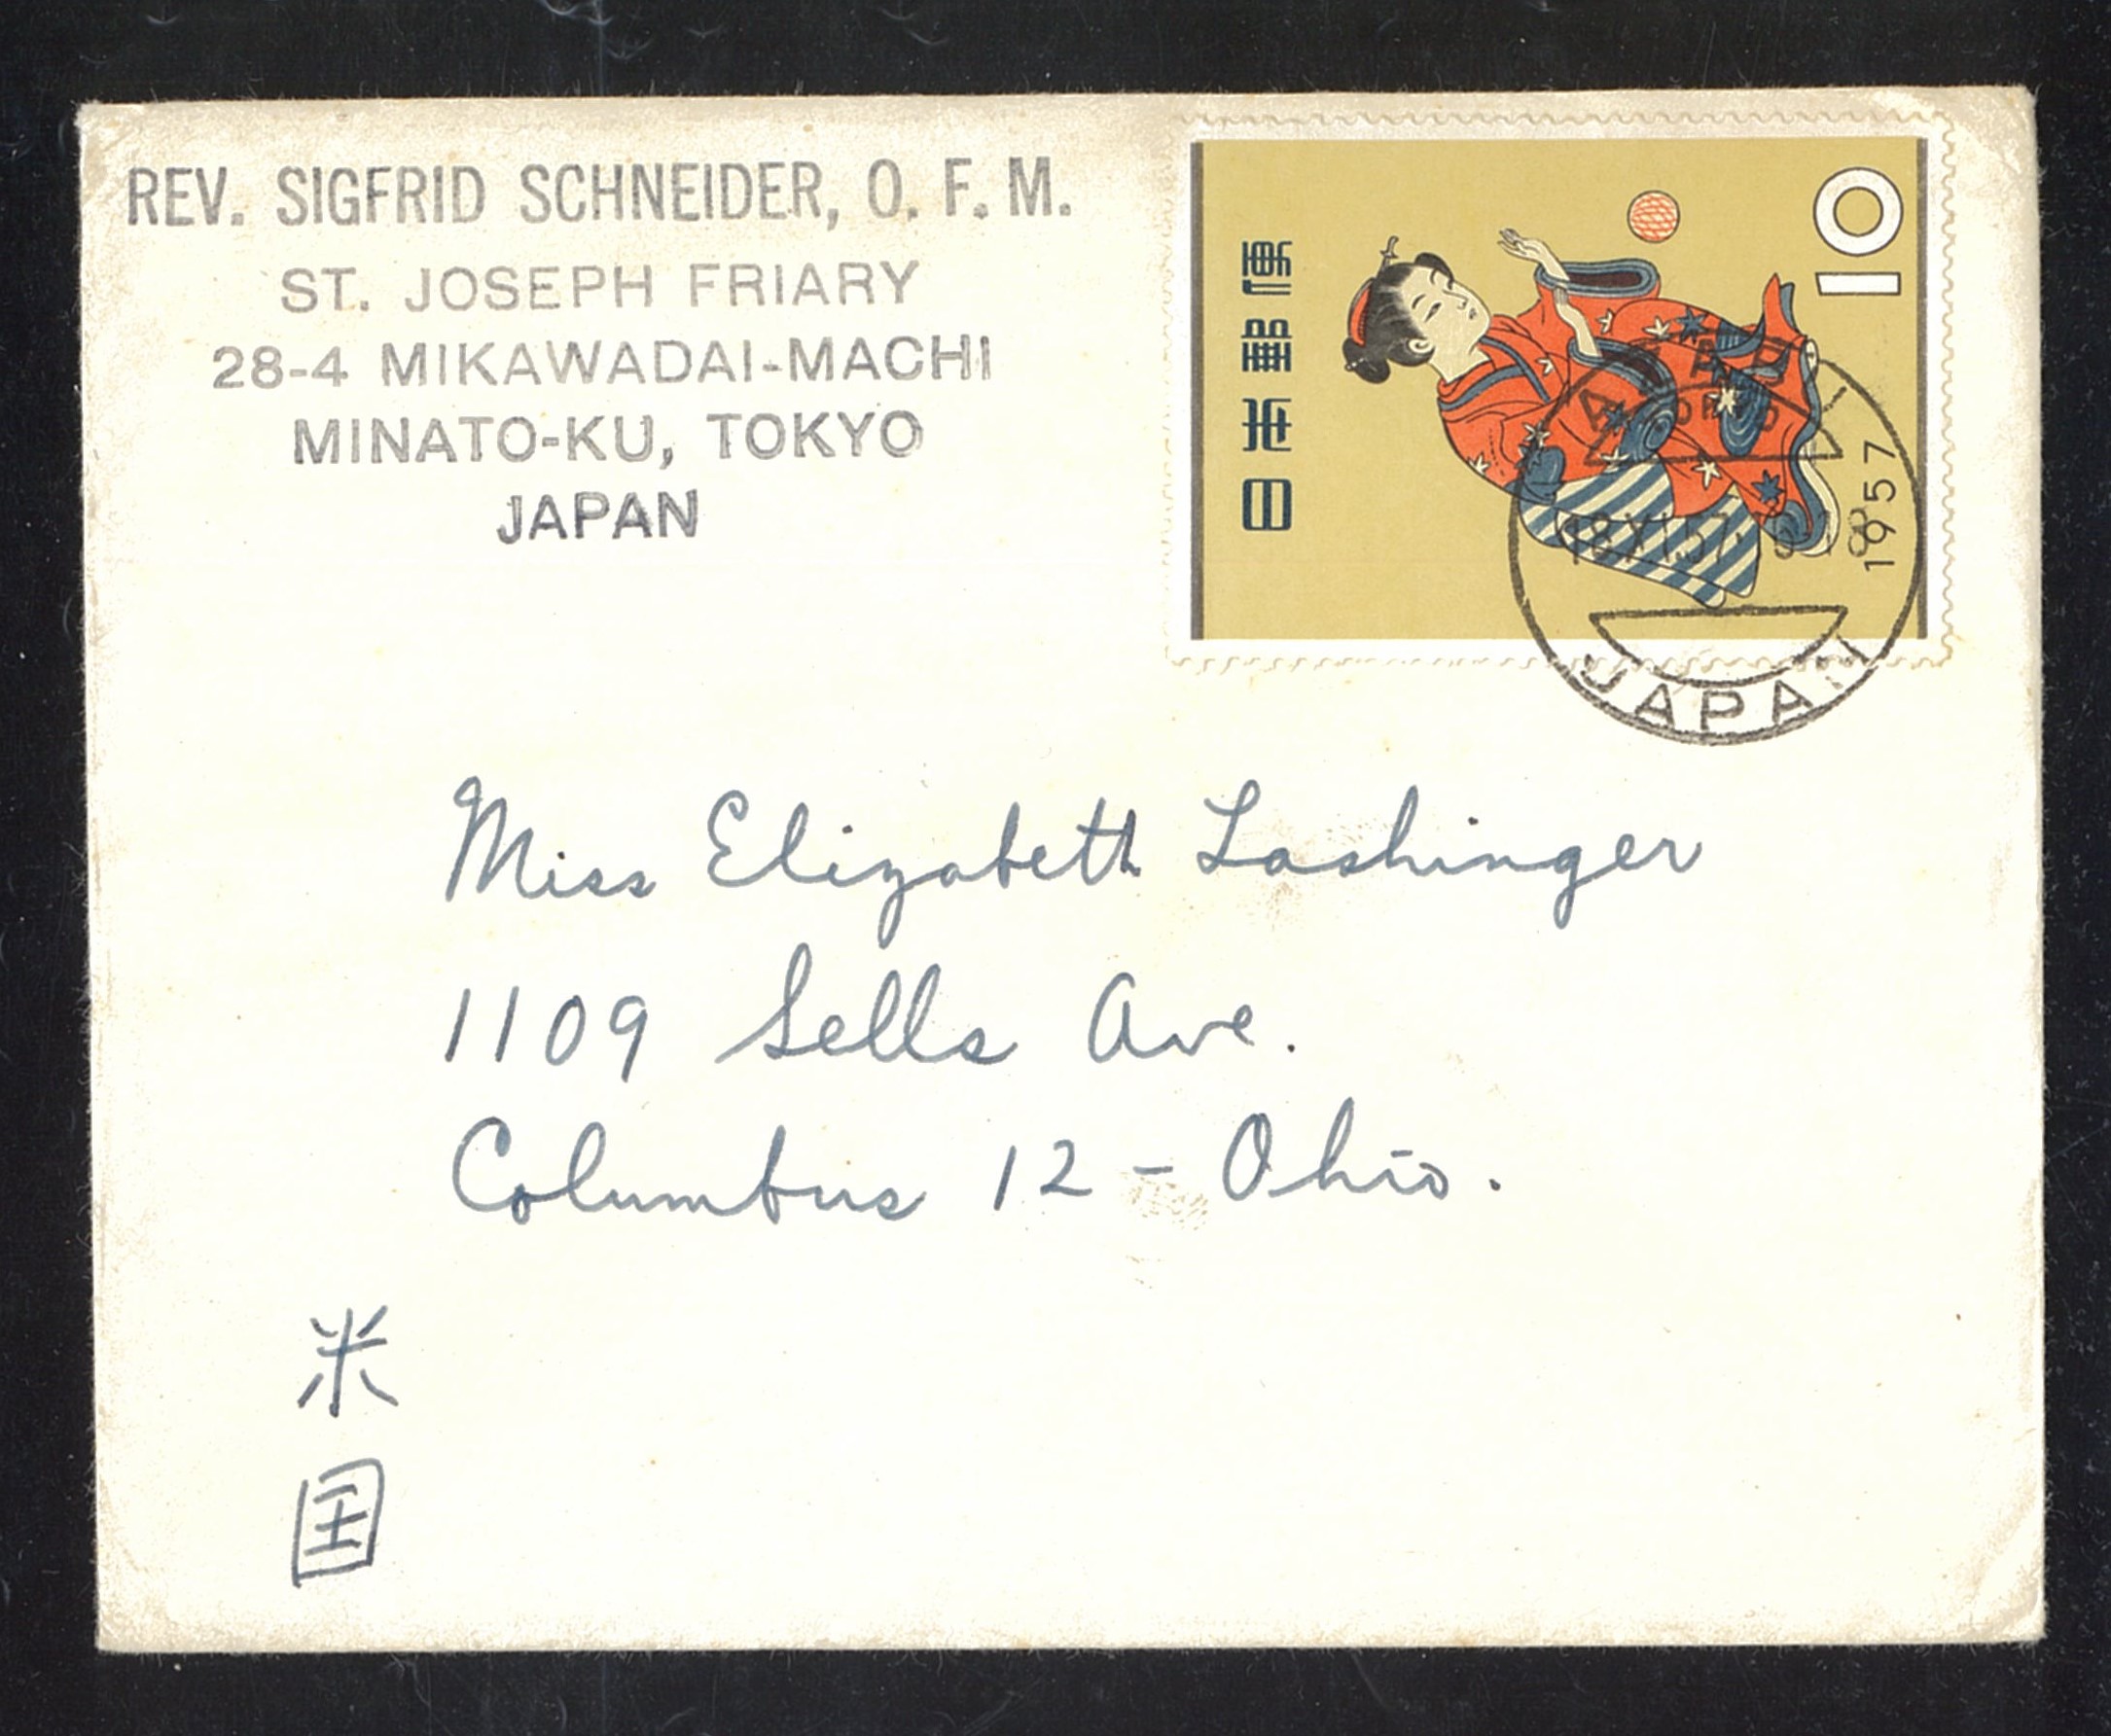 REV. SIGFRID SCHNEIDER, O. F. M.
ST. JOSEPH FRIARY
28-4 MIKAWADAI-MACHI
MINATO-KU, TOKYO
JAPAN
10
日本郵便
1957
JAPAN
Miss Elizabeth Lashinger
1109 Sells Ave.
Columbus 12 - Ohio.
米
国